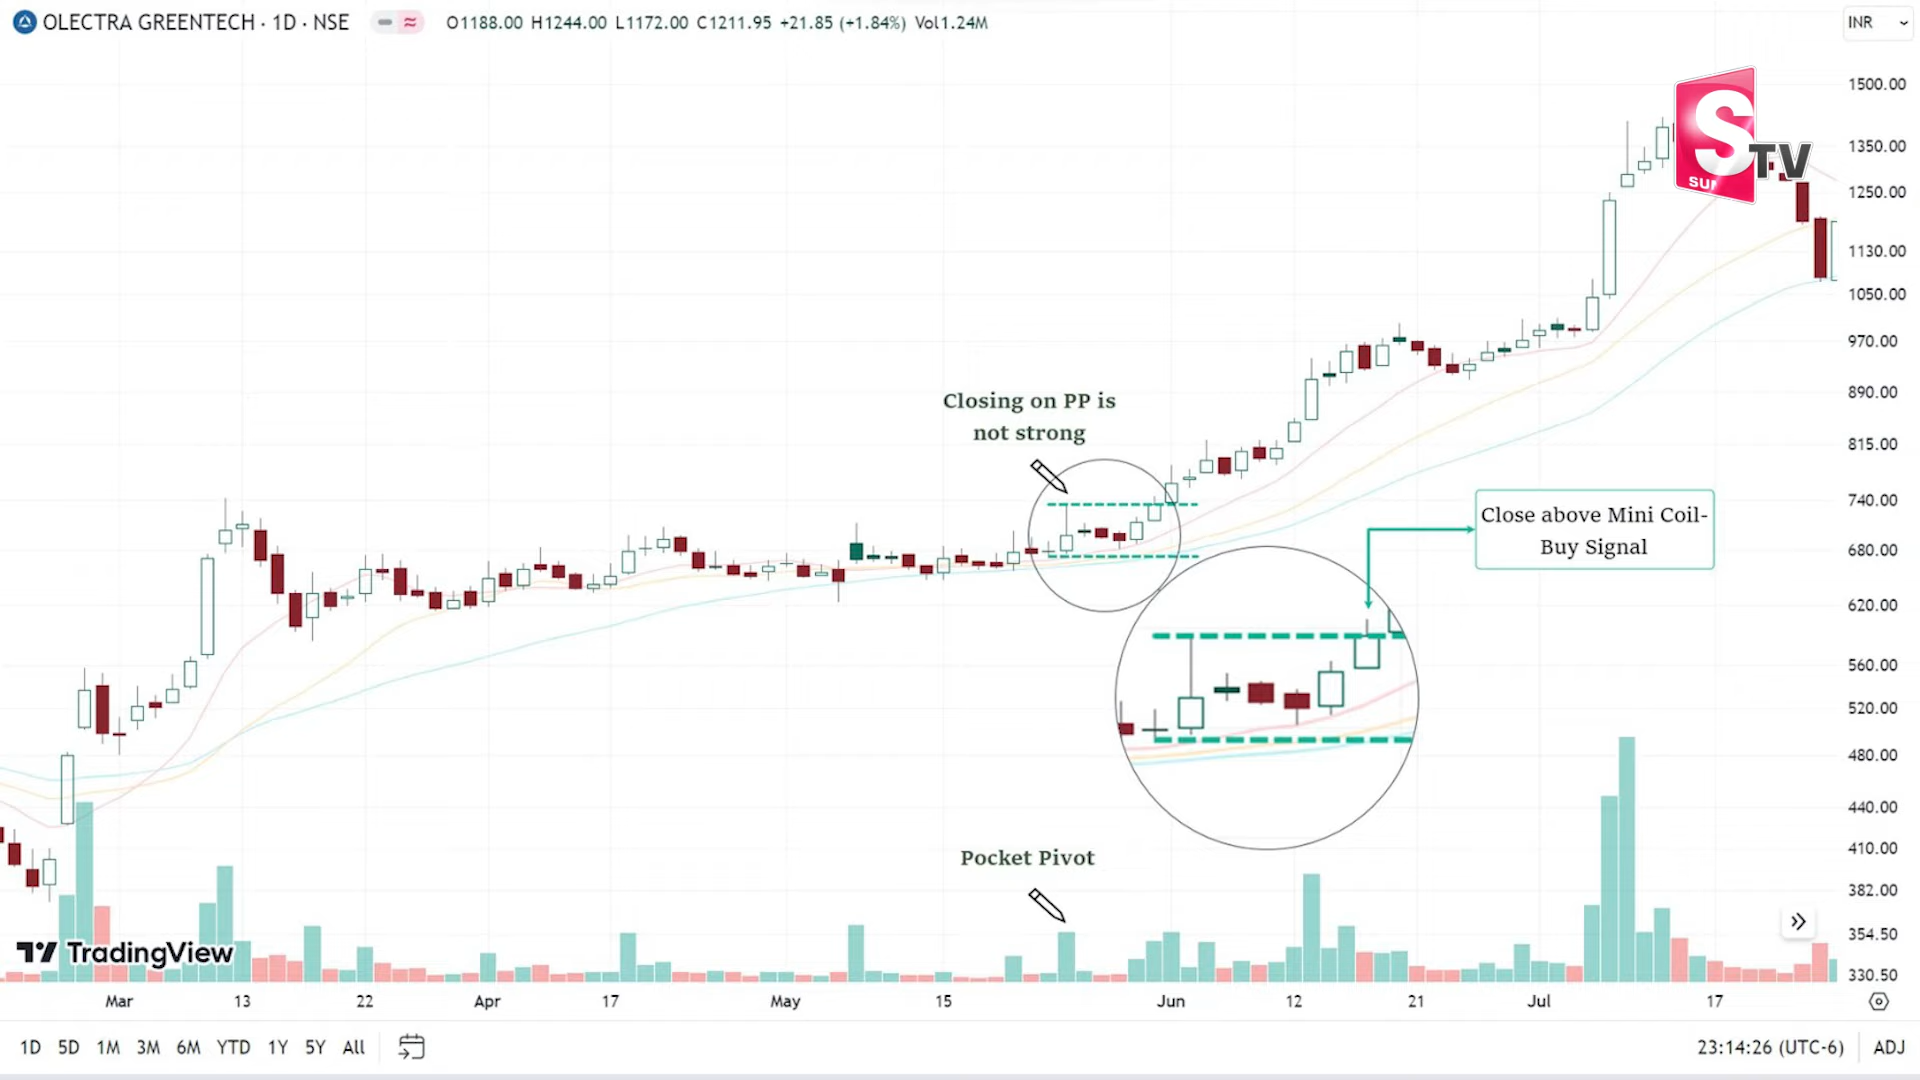 OLECTRA GREENTECH · 1D · NSE
O1188.00 H1244.00 L1172.00 C1211.95 +21.85 (+1.84%) Vol1.24M
INR
1500.00
1350.00
1250.00
1130.00
1050.00
970.00
890.00
815.00
740.00
680.00
620.00
560.00
520.00
480.00
440.00
410.00
382.00
354.50
330.50
S
SUN
TV
Closing on PP is
not strong
Close above Mini Coil-
Buy Signal
Pocket Pivot
TradingView
Mar 13 22 Apr 17 May 15 Jun 12 21 Jul 17
1D 5D 1M 3M 6M YTD 1Y 5Y All
23:14:26 (UTC-6) ADJ